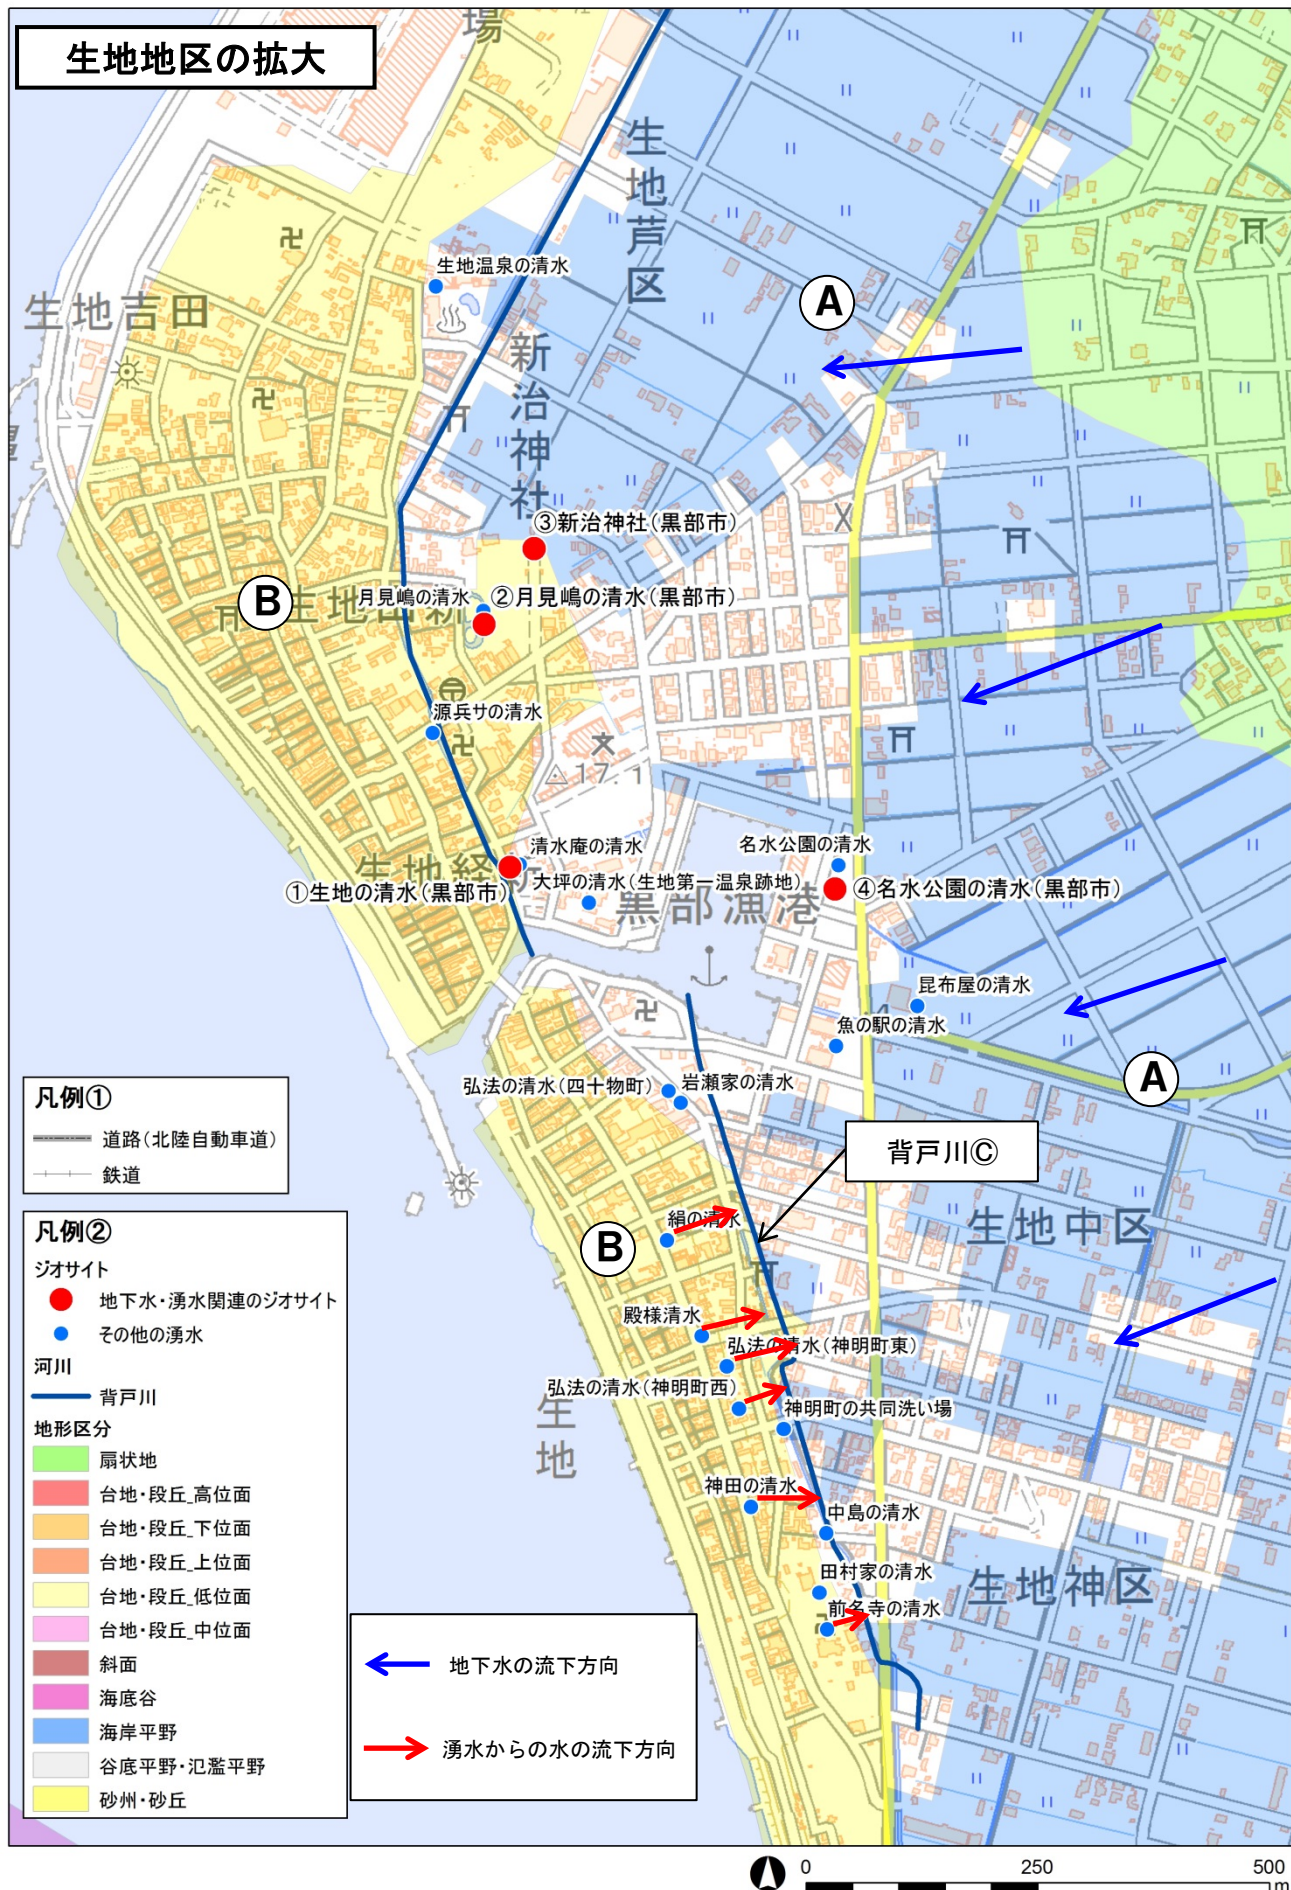 生地地区の拡大
場
生地芦区
生地温泉の清水
A
生地吉田
新治神社
③新治神社(黒部市)
B
月見嶋の清水
②月見嶋の清水(黒部市)
源兵サの清水
17.1
清水庵の清水
名水公園の清水
①生地の清水(黒部市)
大坪の清水(生地第一温泉跡地)
④名水公園の清水(黒部市)
黒部漁港
昆布屋の清水
魚の駅の清水
A
弘法の清水(四十物町)
岩瀬家の清水
背戸川Ⓒ
凡例①
道路(北陸自動車道)
鉄道
絹の清水
生地中区
B
殿様清水
弘法の清水(神明町東)
弘法の清水(神明町西)
神明町の共同洗い場
生地
神田の清水
中島の清水
田村家の清水
生地神区
前名寺の清水
凡例②
ジオサイト
地下水・湧水関連のジオサイト
その他の湧水
河川
背戸川
地形区分
扇状地
台地・段丘_高位面
台地・段丘_下位面
台地・段丘_上位面
台地・段丘_低位面
台地・段丘_中位面
斜面
海底谷
海岸平野
谷底平野・氾濫平野
砂州・砂丘
地下水の流下方向
湧水からの水の流下方向
0 250 500
m